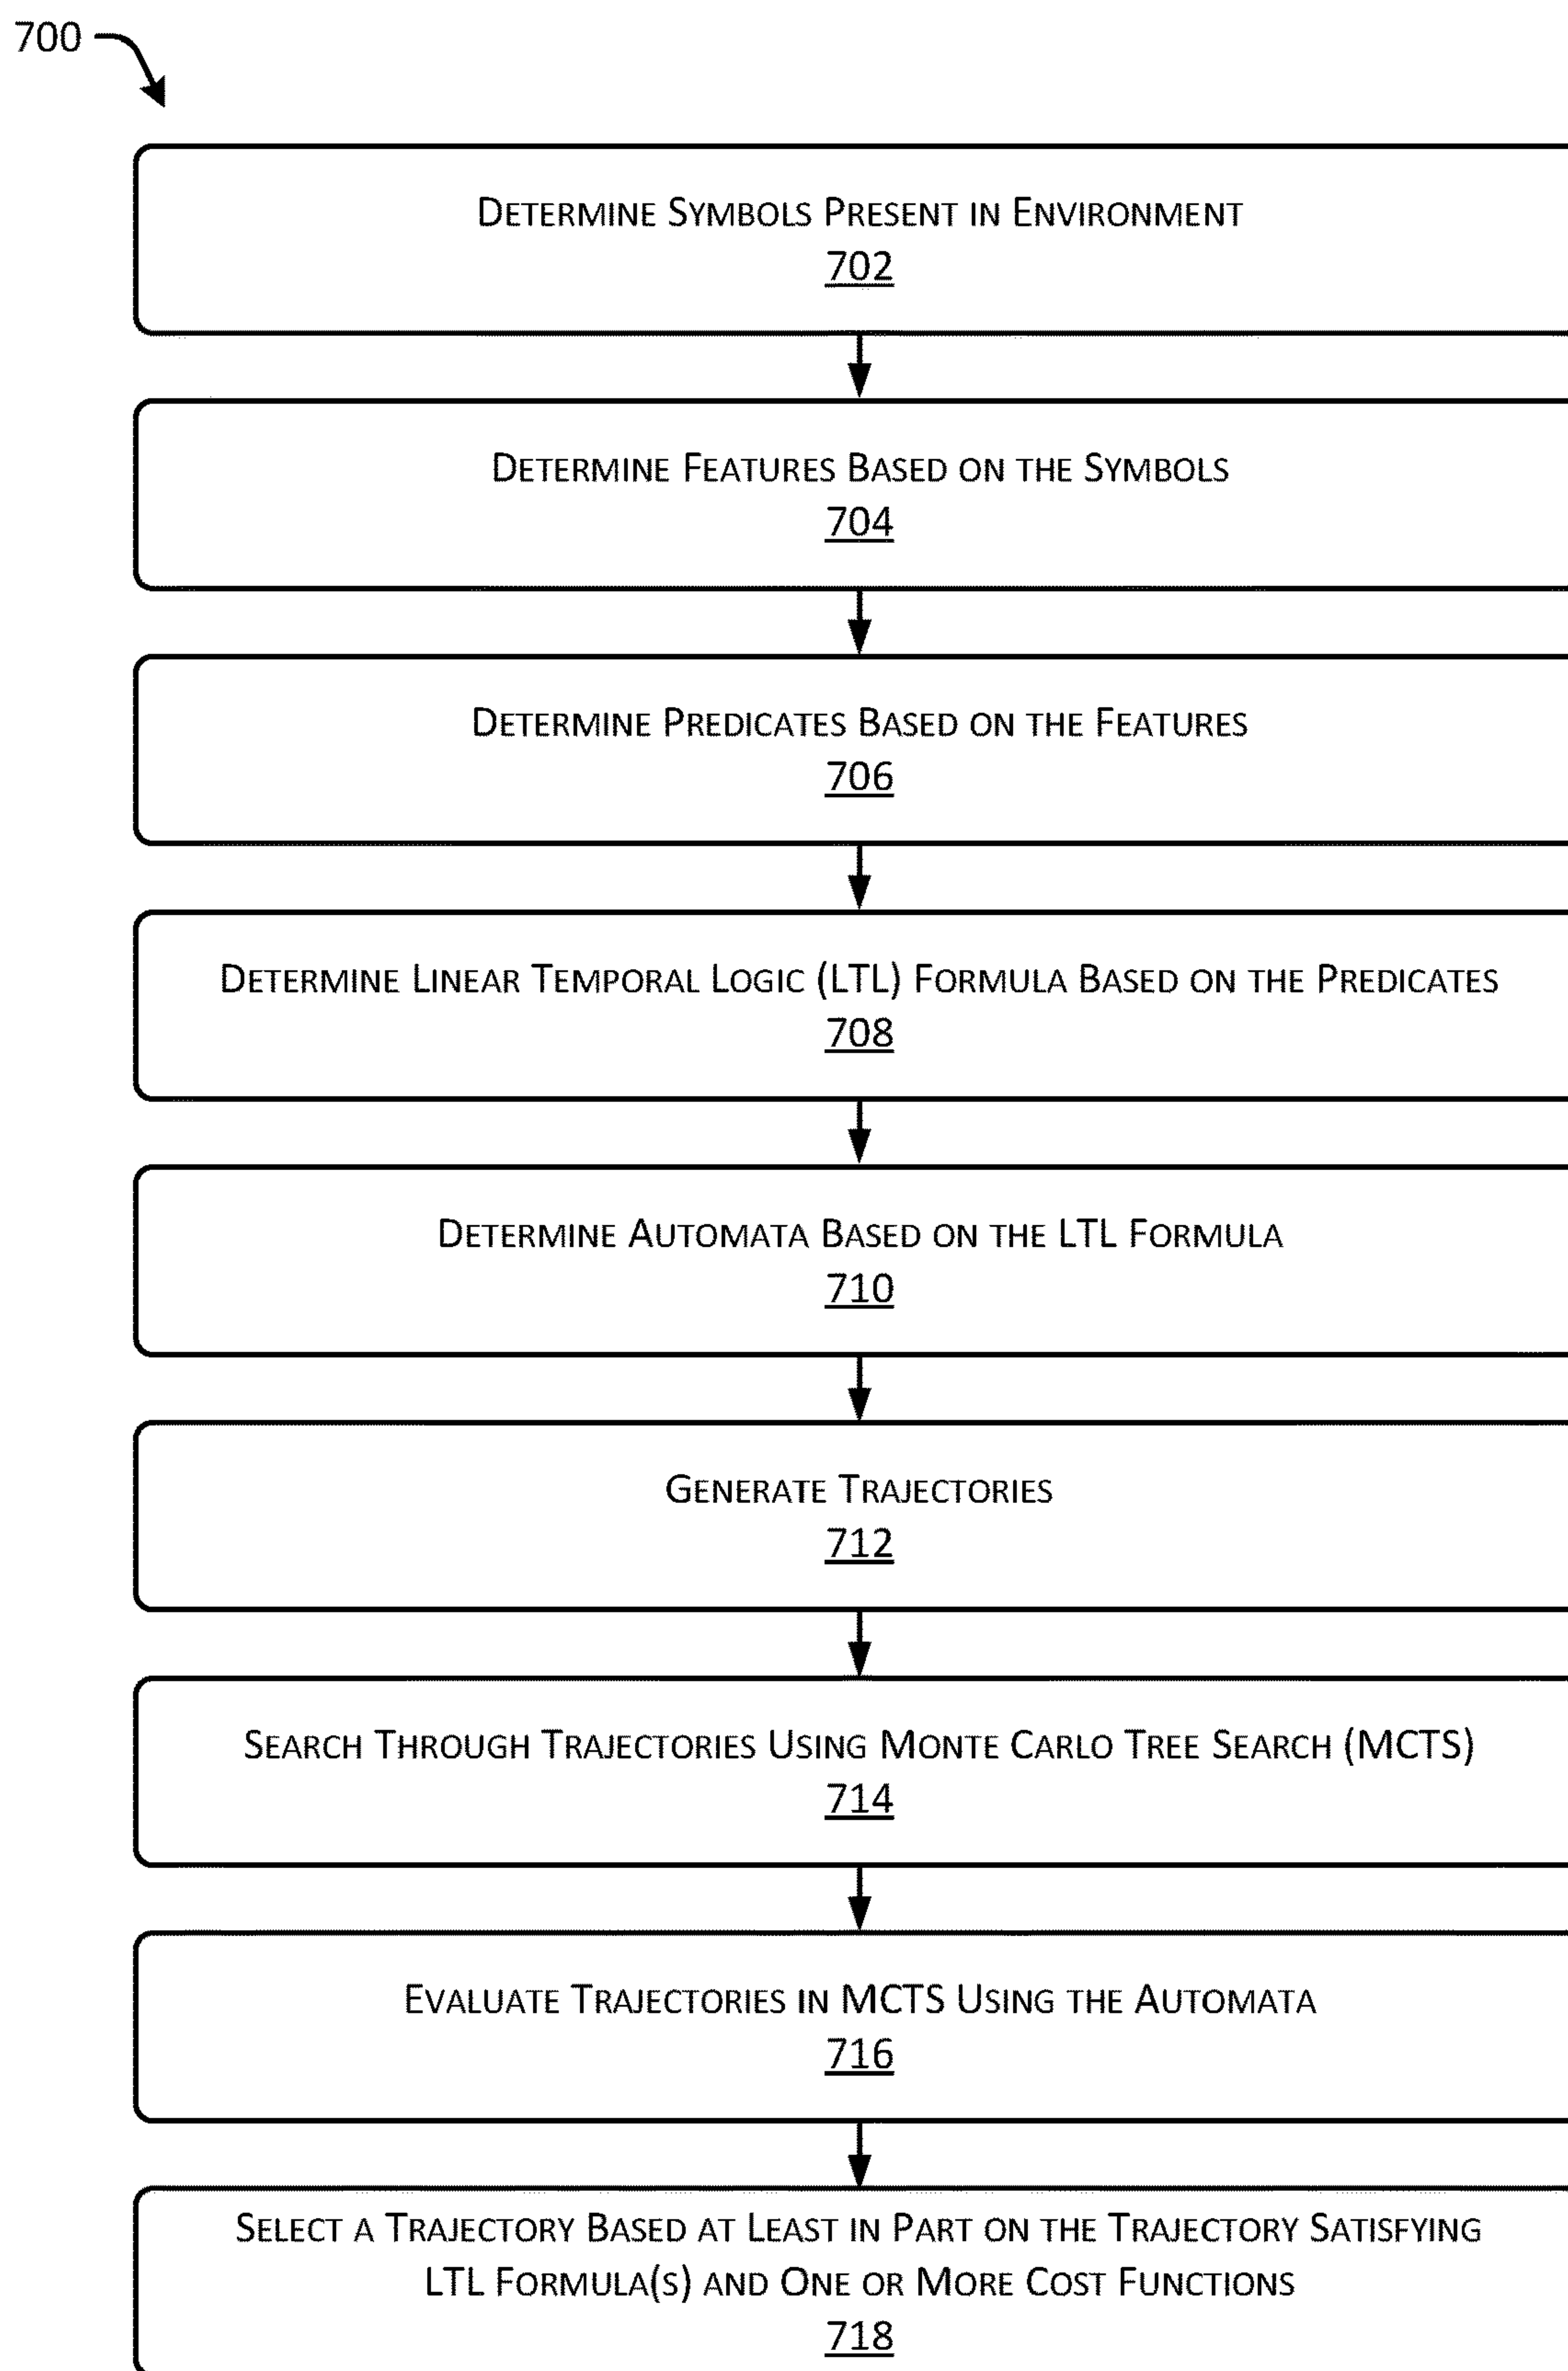 700
DETERMINE SYMBOLS PRESENT IN ENVIRONMENT
702
DETERMINE FEATURES BASED ON THE SYMBOLS
704
DETERMINE PREDICATES BASED ON THE FEATURES
706
DETERMINE LINEAR TEMPORAL LOGIC (LTL) FORMULA BASED ON THE PREDICATES
708
DETERMINE AUTOMATA BASED ON THE LTL FORMULA
710
GENERATE TRAJECTORIES
712
SEARCH THROUGH TRAJECTORIES USING MONTE CARLO TREE SEARCH (MCTS)
714
EVALUATE TRAJECTORIES IN MCTS USING THE AUTOMATA
716
SELECT A TRAJECTORY BASED AT LEAST IN PART ON THE TRAJECTORY SATISFYING
LTL FORMULA(S) AND ONE OR MORE COST FUNCTIONS
718